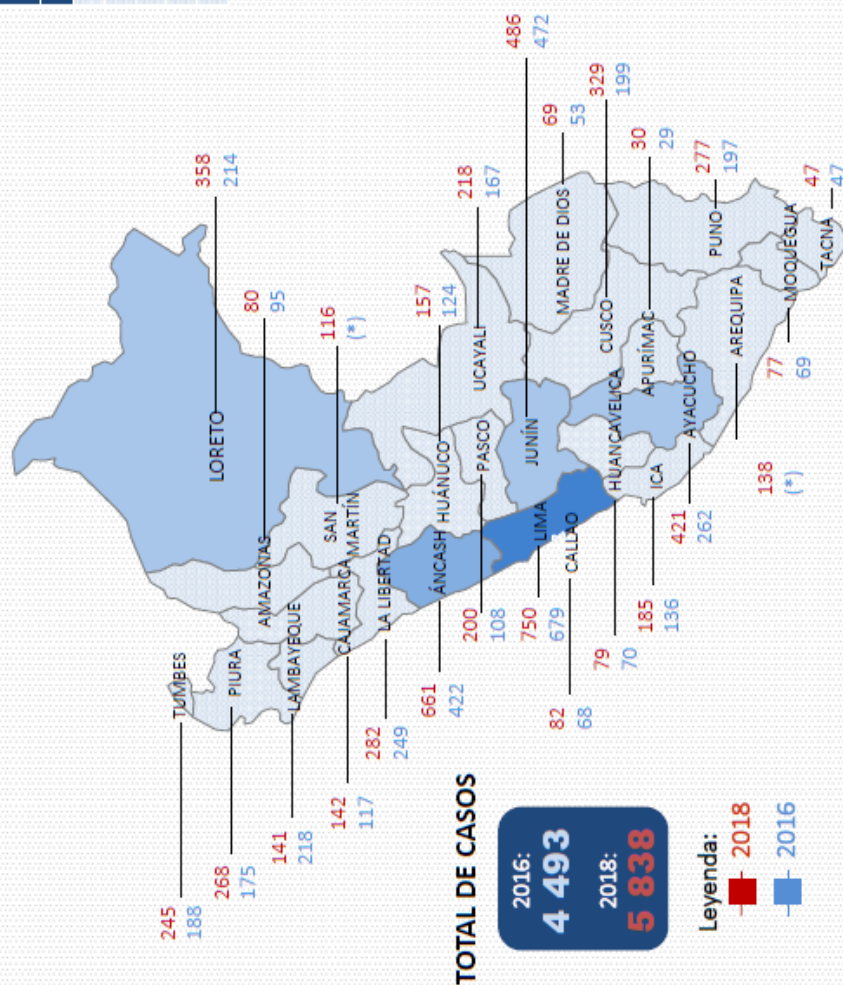 245
188
TUMBES
268
175
PIURA
141
218
LAMBAYEQUE
142
117
CAJAMARCA
282
249
LA LIBERTAD
661
422
ÁNCASH
200
108
PASCO
750
679
LIMA
82
68
CALLAO
79
70
HUANCAVELICA
185
136
ICA
421
262
AYACUCHO
138
(*)
AREQUIPA
77
69
MOQUEGUA
47
47
TACNA
277
197
PUNO
30
29
APURÍMAC
329
199
CUSCO
69
53
MADRE DE DIOS
486
472
JUNÍN
218
167
UCAYALI
157
124
HUÁNUCO
116
(*)
SAN
MARTÍN
80
95
AMAZONAS
358
214
LORETO
TOTAL DE CASOS
2016:
4 493
2018:
5 838
Leyenda:
2018
2016